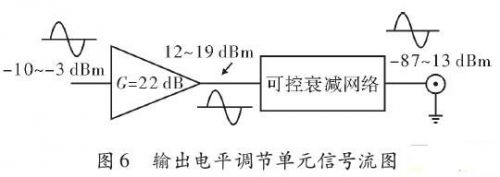 -10~-3 dBm
G=22 dB
12~19 dBm
可控衰减网络
-87~13 dBm
图6 输出电平调节单元信号流图